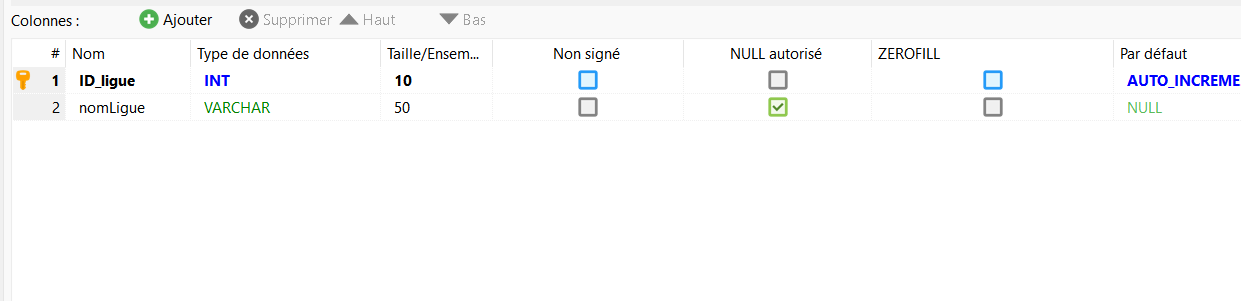 Colonnes : Ajouter Supprimer Haut Bas
# Nom Type de données Taille/Ensem... Non signé NULL autorisé ZEROFILL Par défaut
1 ID_ligue INT 10 AUTO_INCREME
2 nomLigue VARCHAR 50 NULL